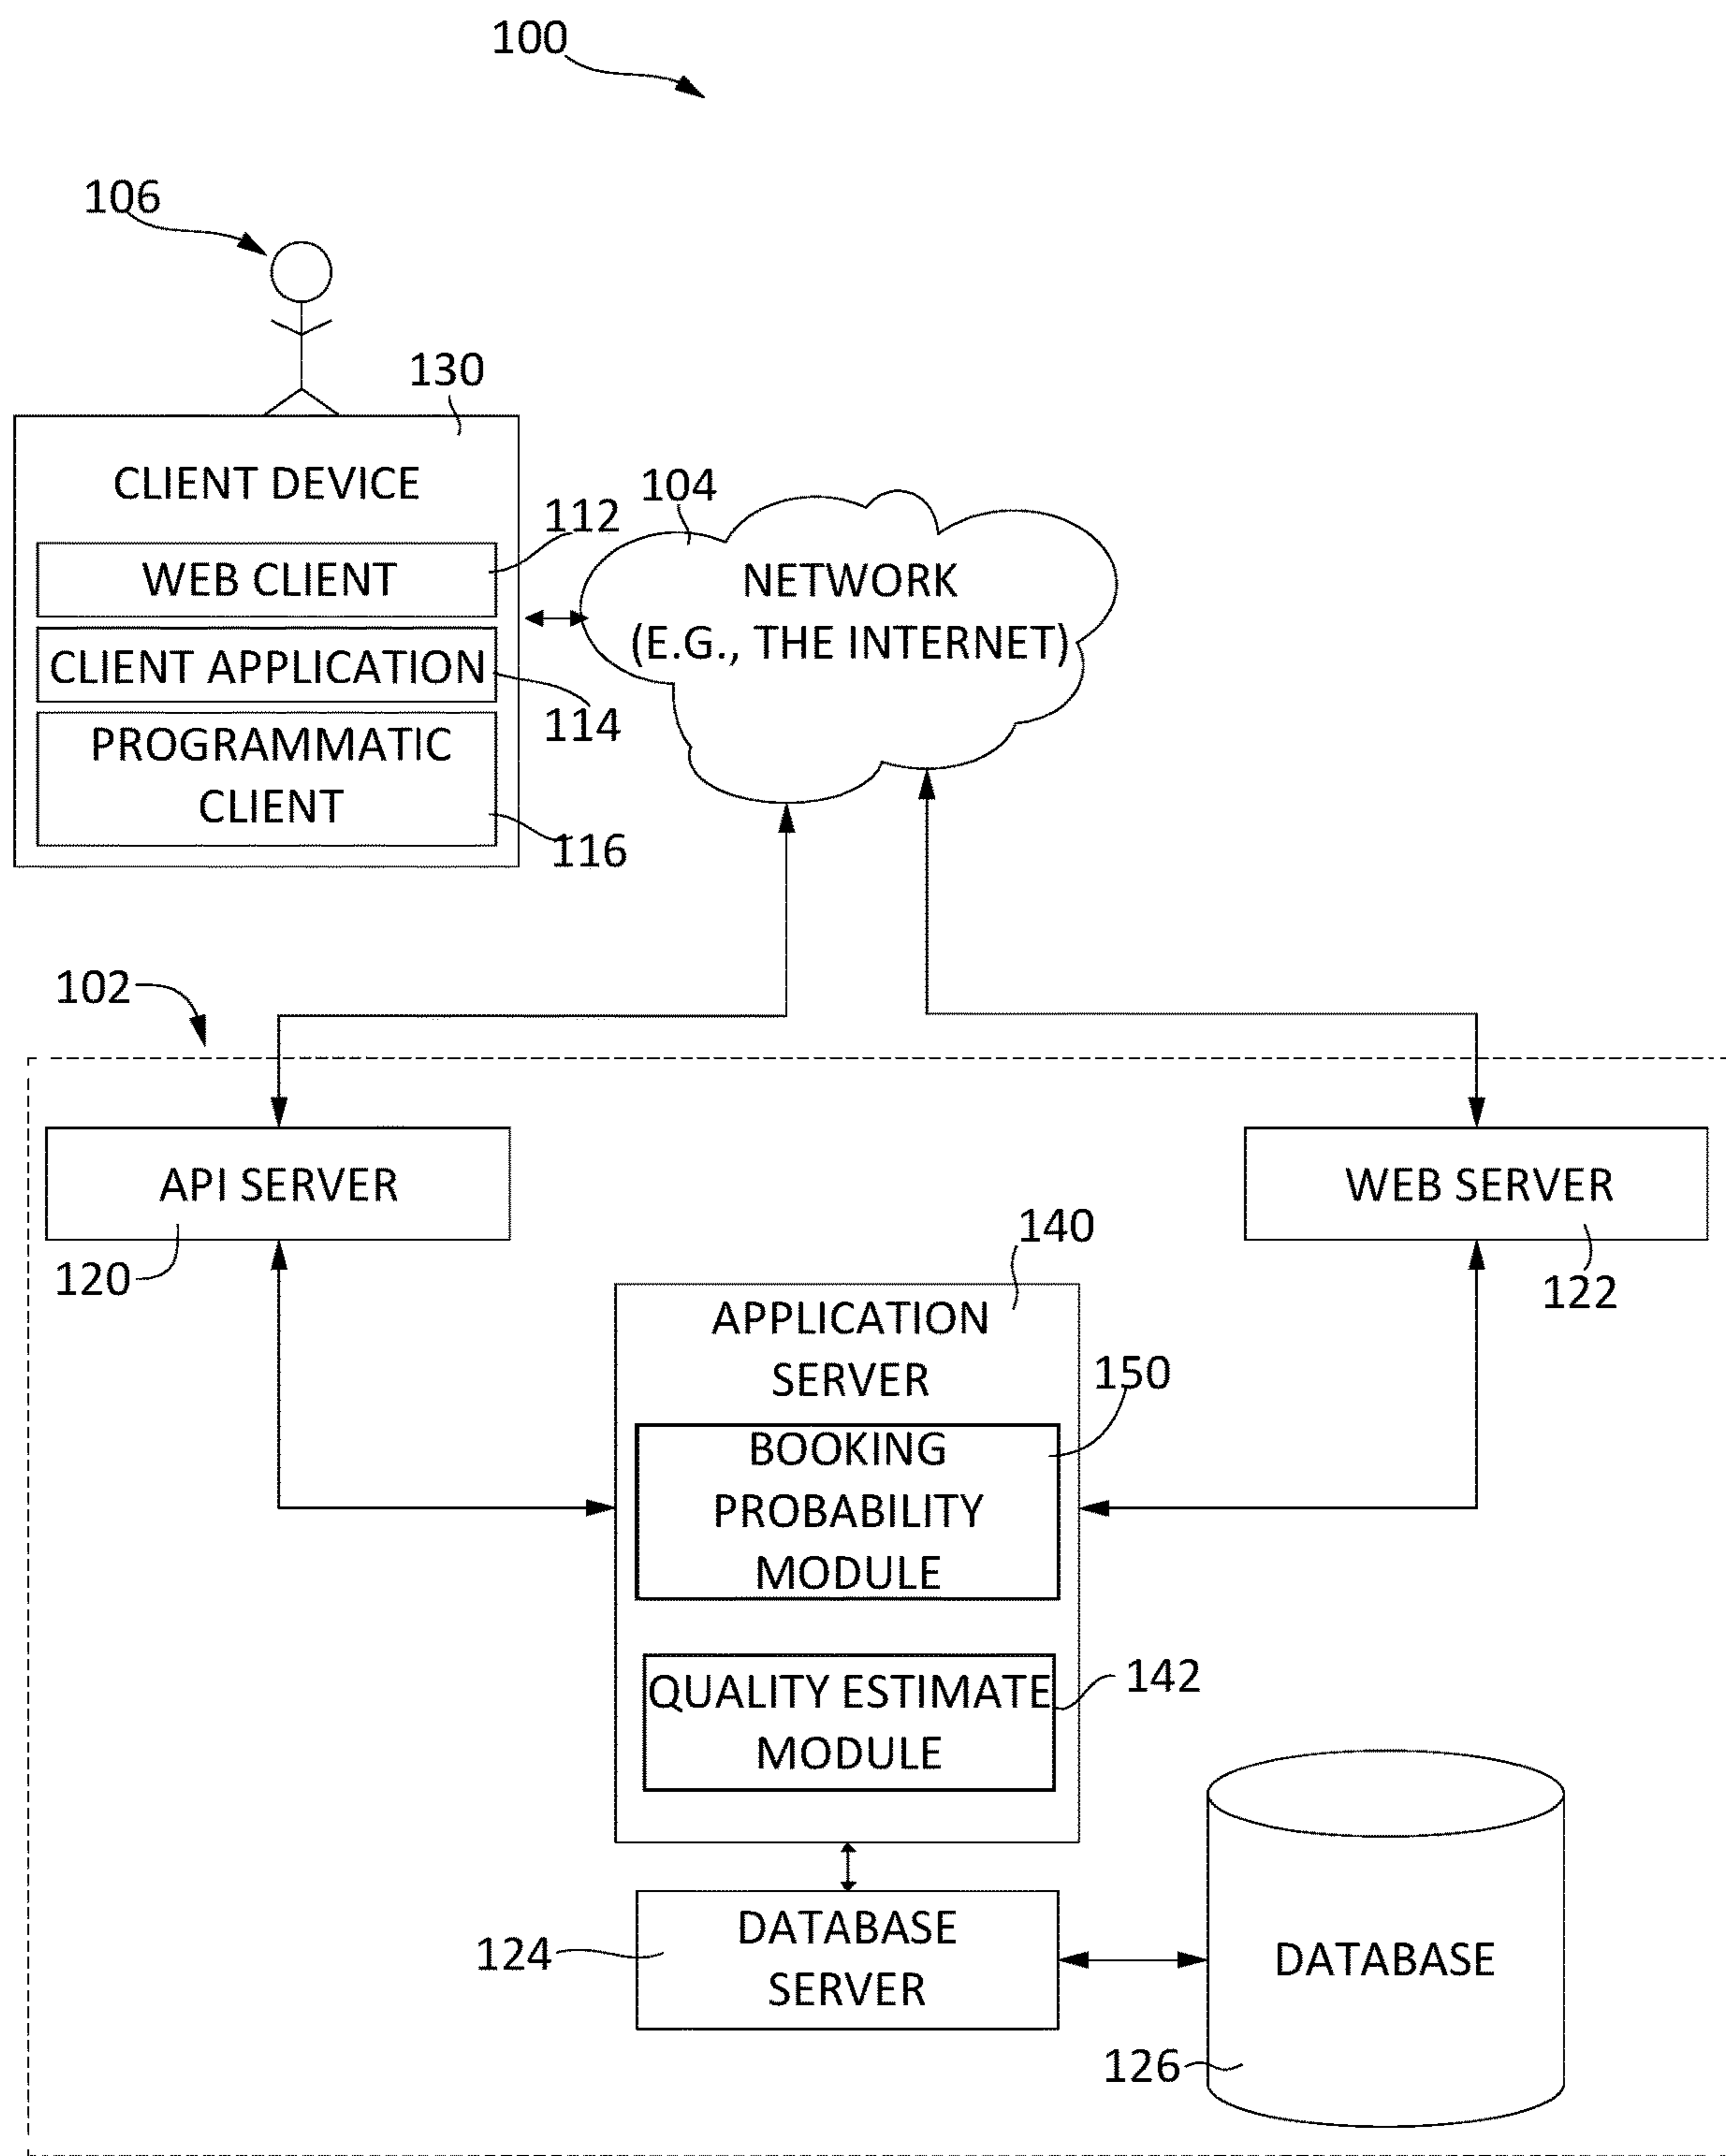 100
106
130
CLIENT DEVICE
104
112
WEB CLIENT
NETWORK
(E.G., THE INTERNET)
CLIENT APPLICATION
114
PROGRAMMATIC
CLIENT
116
102
API SERVER
WEB SERVER
120
140
122
APPLICATION
SERVER
150
BOOKING
PROBABILITY
MODULE
142
QUALITY ESTIMATE
MODULE
124
DATABASE
SERVER
DATABASE
126